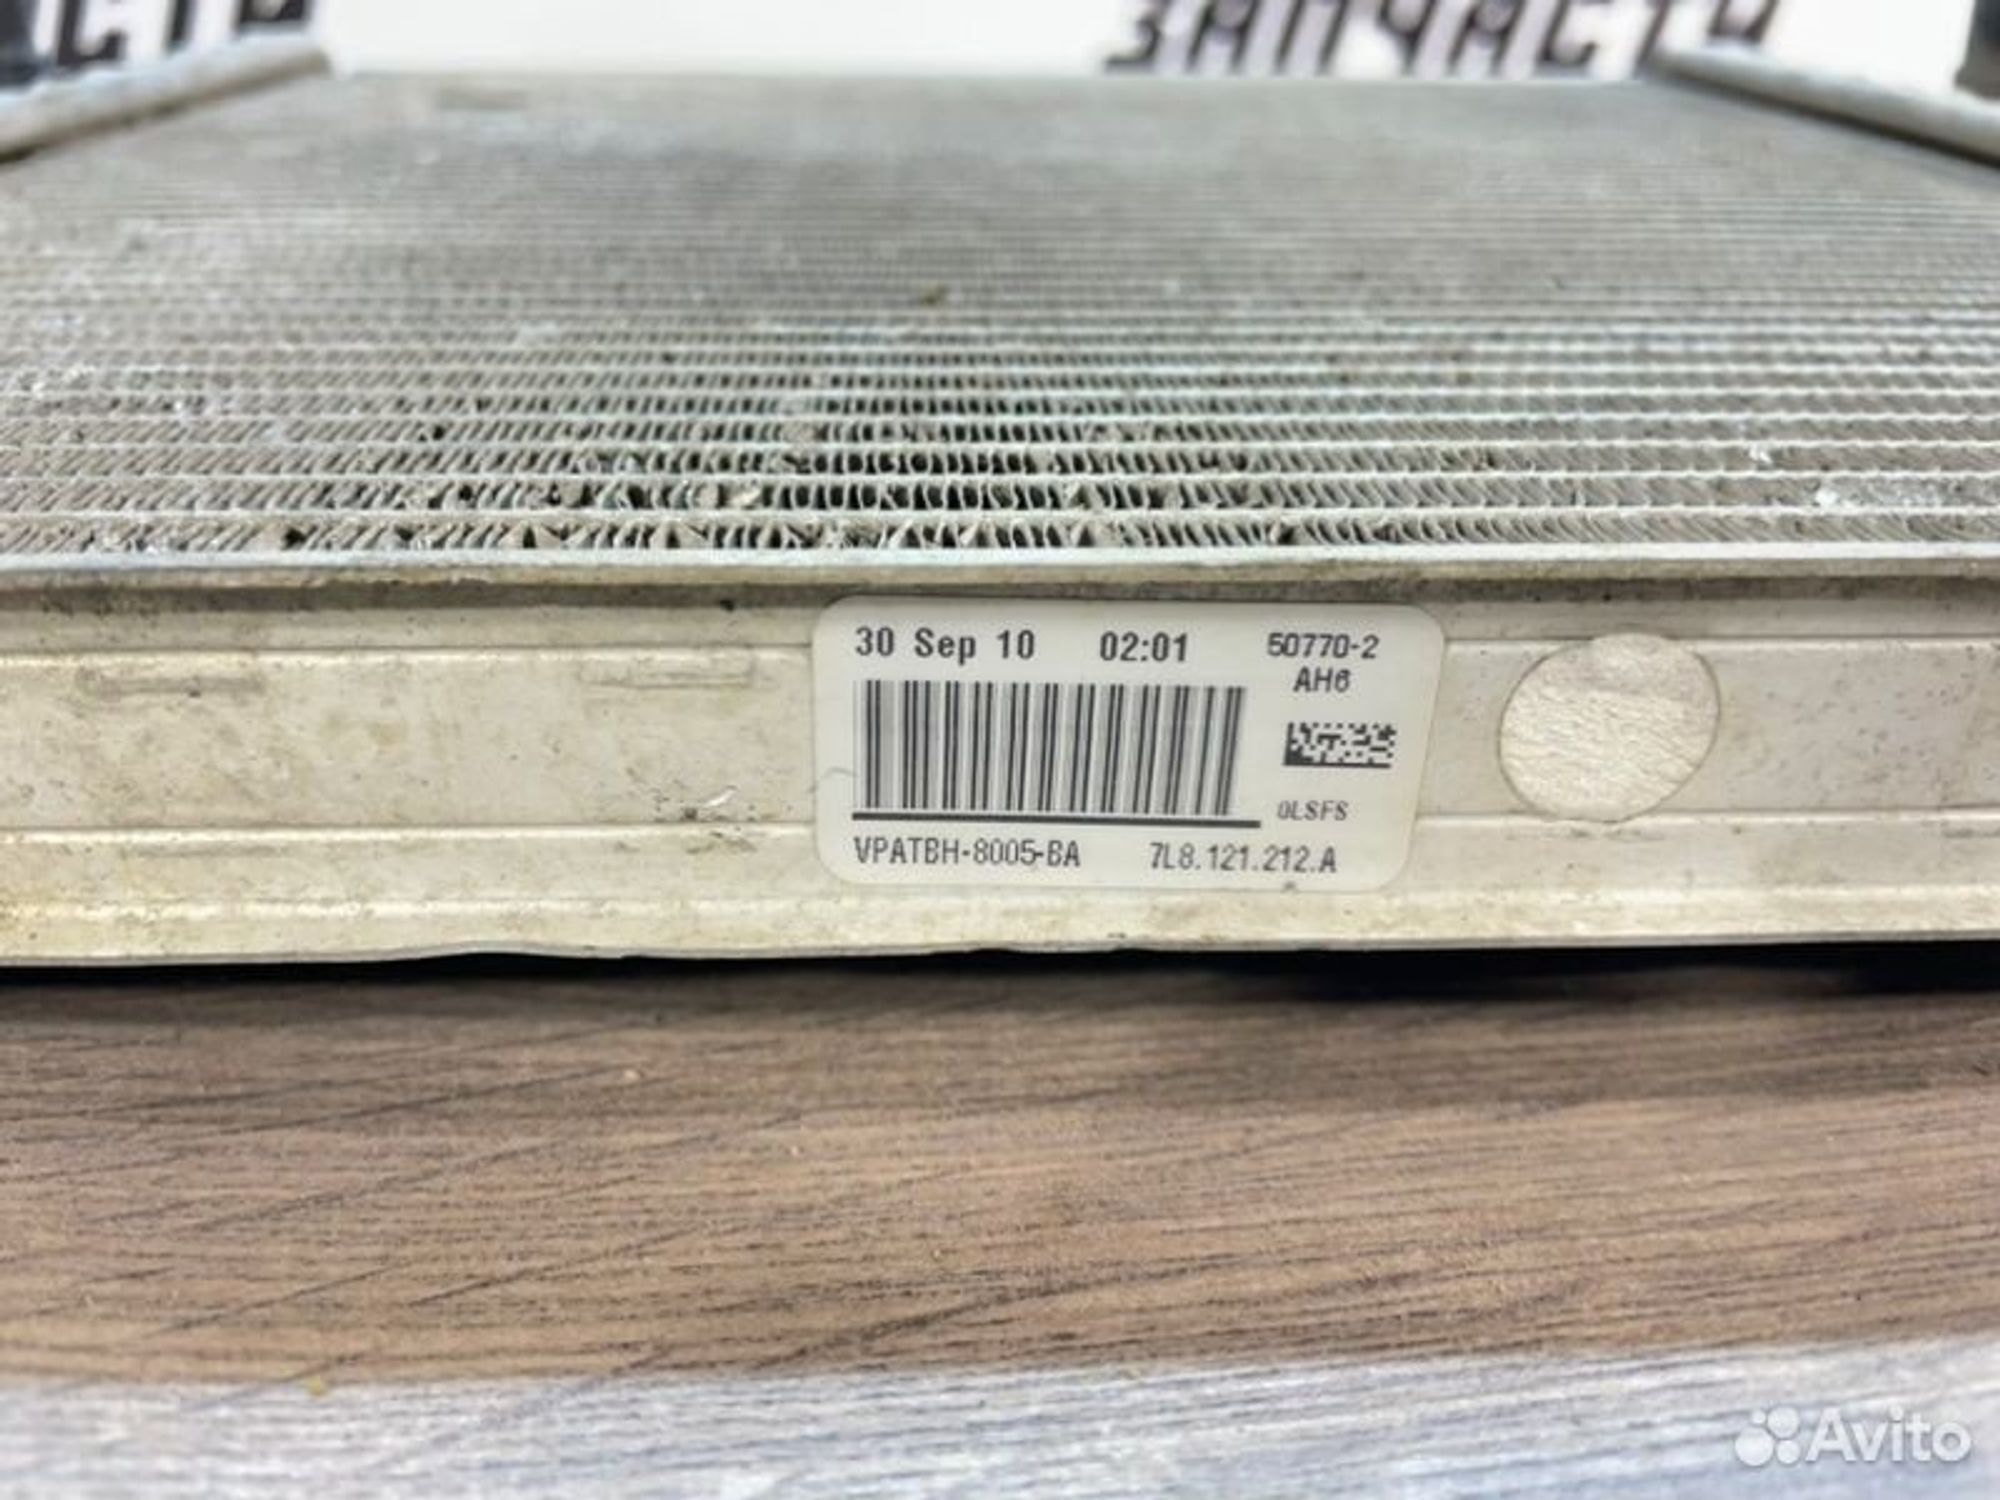 ЗАПЧАСТИ
30 Sep 10 02:01 50770-2
AH6
0LSFS
VPATBH-8005-BA 7L8.121.212.A
Avito